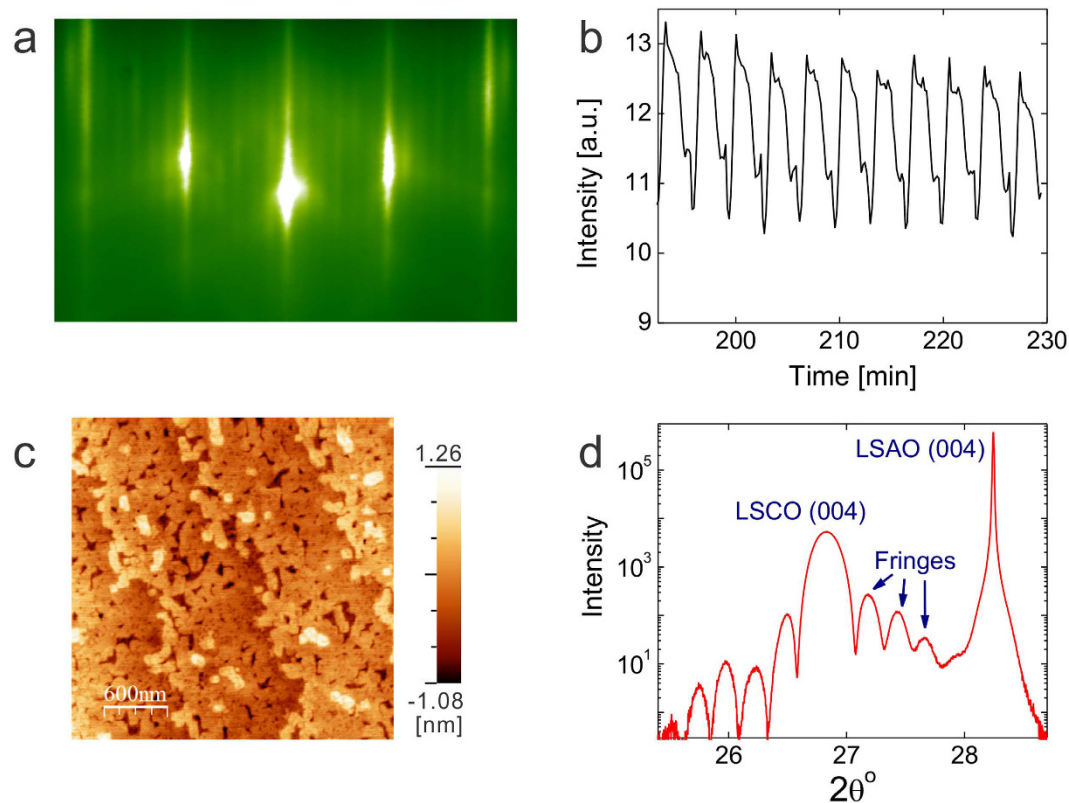 a
b
Intensity [a.u.]
13
12
11
10
9
200
210
220
230
Time [min]
c
600nm
1.26
-1.08
[nm]
d
Intensity
10⁵
10³
10¹
LSAO (004)
LSCO (004)
Fringes
26
27
28
2θ°